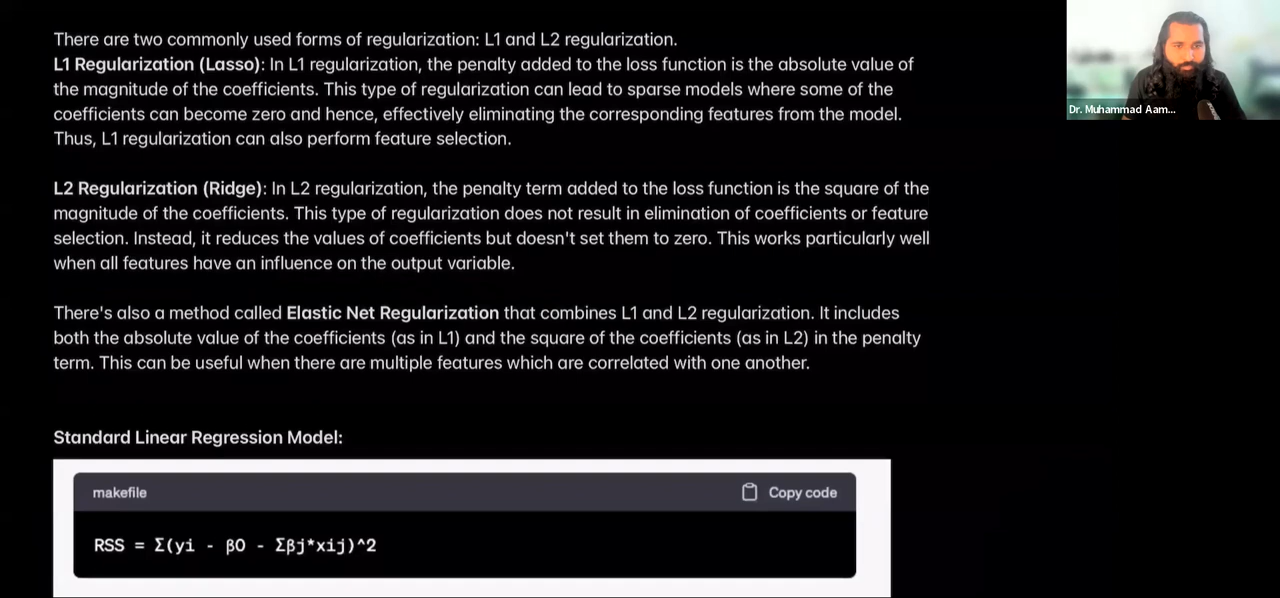 There are two commonly used forms of regularization: L1 and L2 regularization.
L1 Regularization (Lasso): In L1 regularization, the penalty added to the loss function is the absolute value of
the magnitude of the coefficients. This type of regularization can lead to sparse models where some of the
coefficients can become zero and hence, effectively eliminating the corresponding features from the model.
Thus, L1 regularization can also perform feature selection.
L2 Regularization (Ridge): In L2 regularization, the penalty term added to the loss function is the square of the
magnitude of the coefficients. This type of regularization does not result in elimination of coefficients or feature
selection. Instead, it reduces the values of coefficients but doesn't set them to zero. This works particularly well
when all features have an influence on the output variable.
There's also a method called Elastic Net Regularization that combines L1 and L2 regularization. It includes
both the absolute value of the coefficients (as in L1) and the square of the coefficients (as in L2) in the penalty
term. This can be useful when there are multiple features which are correlated with one another.
Standard Linear Regression Model:
makefile
Copy code
RSS = Σ(yi - β0 - Σβj*xij)^2
Dr. Muhammad Aam...